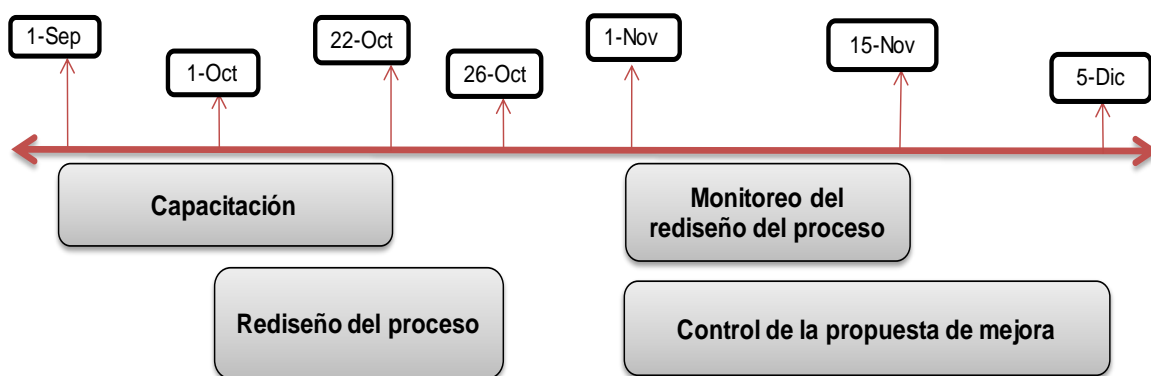 1-Sep
1-Oct
22-Oct
26-Oct
1-Nov
15-Nov
5-Dic
Capacitación
Monitoreo del
rediseño del proceso
Rediseño del proceso
Control de la propuesta de mejora